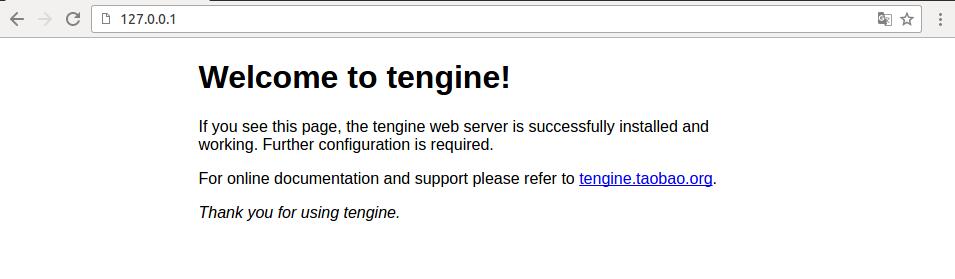 127.0.0.1
Welcome to tengine!
If you see this page, the tengine web server is successfully installed and
working. Further configuration is required.
For online documentation and support please refer to tengine.taobao.org.
Thank you for using tengine.